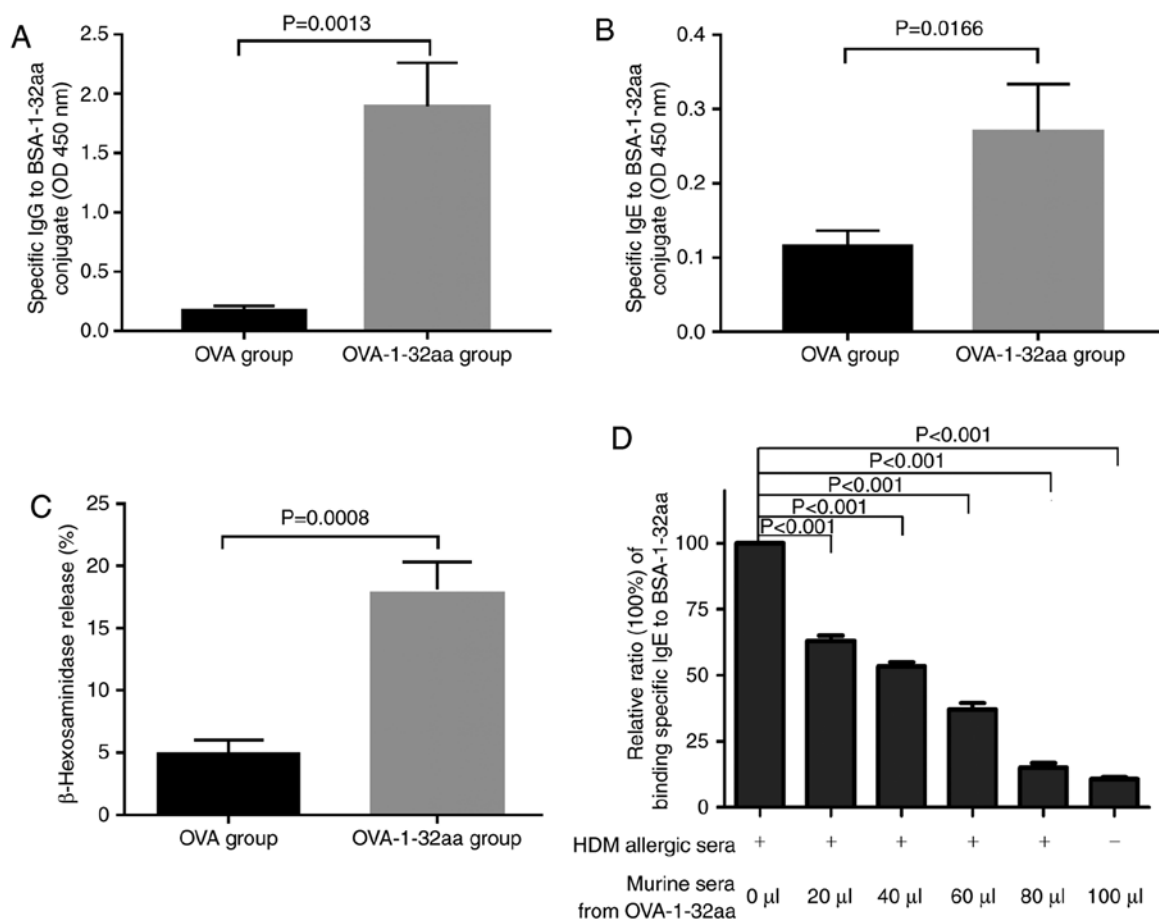 A
P=0.0013
Specific IgG to BSA-1-32aa
conjugate (OD 450 nm)
2.5
2.0
1.5
1.0
0.5
0.0
OVA group
OVA-1-32aa group
B
P=0.0166
Specific IgE to BSA-1-32aa
conjugate (OD 450 nm)
0.4
0.3
0.2
0.1
0.0
OVA group
OVA-1-32aa group
C
P=0.0008
β-Hexosaminidase release (%)
25
20
15
10
5
0
OVA group
OVA-1-32aa group
D
P<0.001
P<0.001
P<0.001
P<0.001
P<0.001
Relative ratio (100%) of
binding specific IgE to BSA-1-32aa
100
75
50
25
0
HDM allergic sera + + + + + −
Murine sera
from OVA-1-32aa 0 µl 20 µl 40 µl 60 µl 80 µl 100 µl